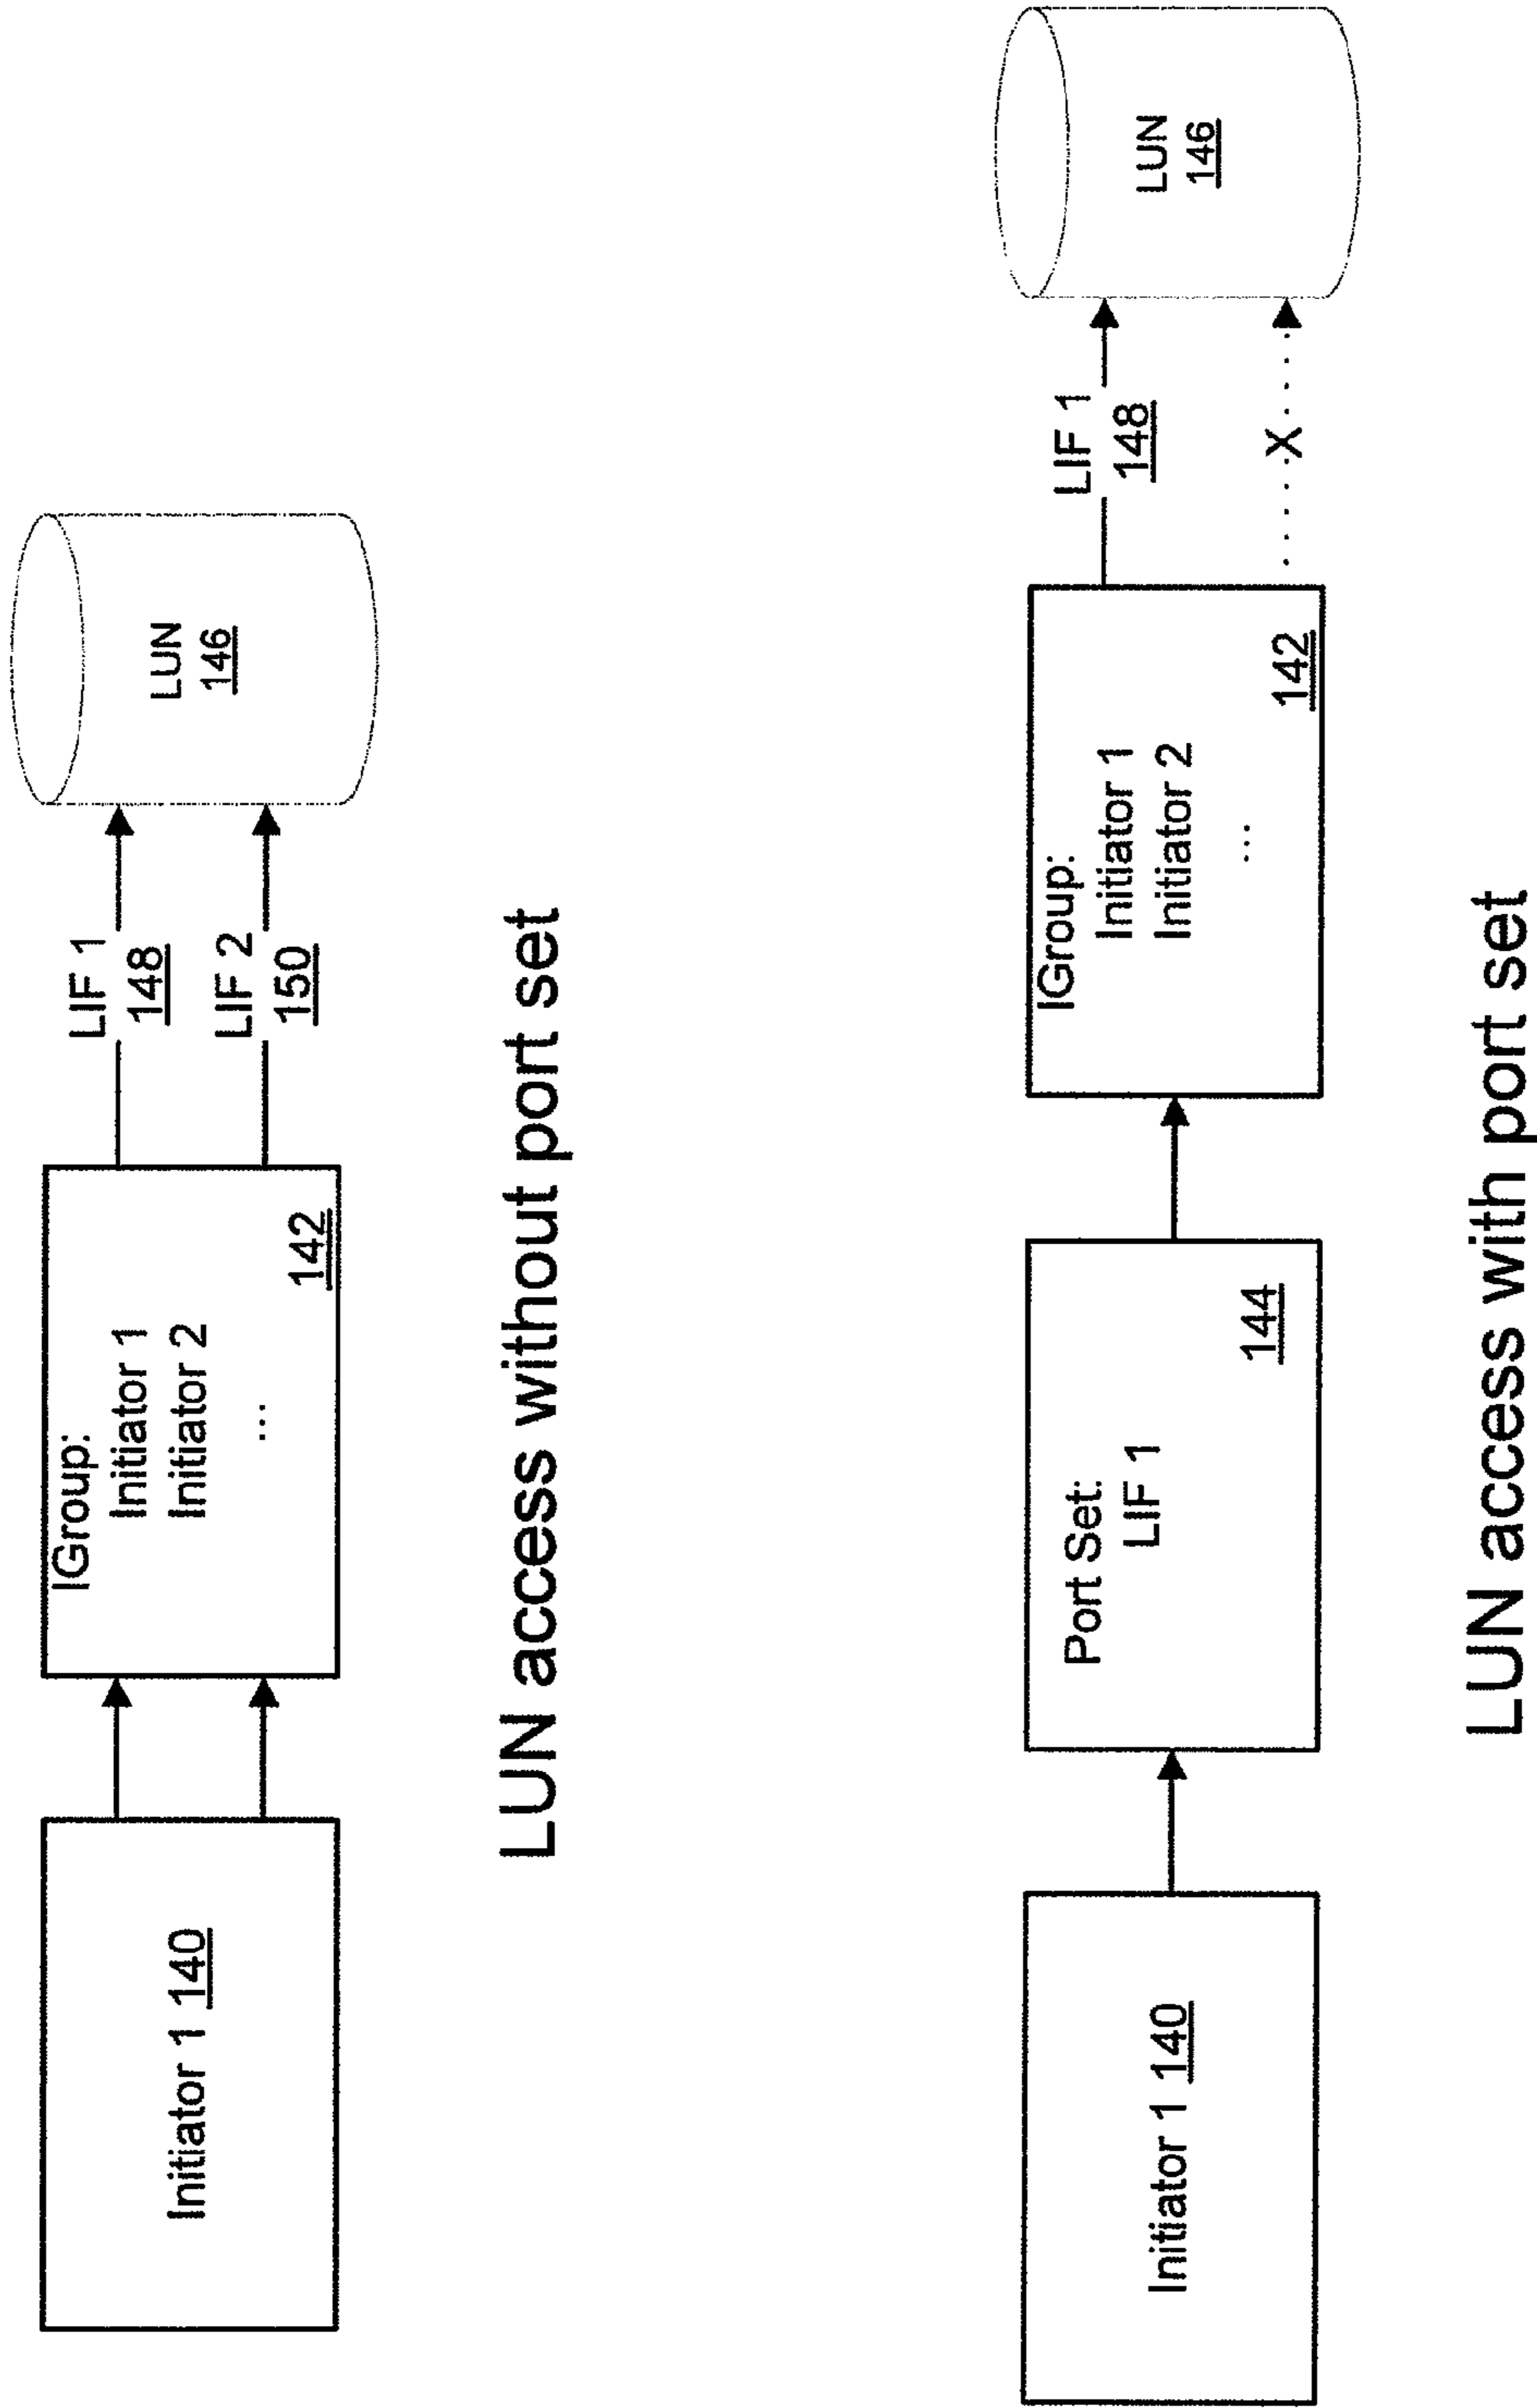 Initiator 1 140
IGroup:
Initiator 1
Initiator 2
...
142
LIF 1
148
LIF 2
150
LUN
146
LUN access without port set
Initiator 1 140
Port Set:
LIF 1
144
IGroup:
Initiator 1
Initiator 2
...
142
LIF 1
148
X
LUN
146
LUN access with port set